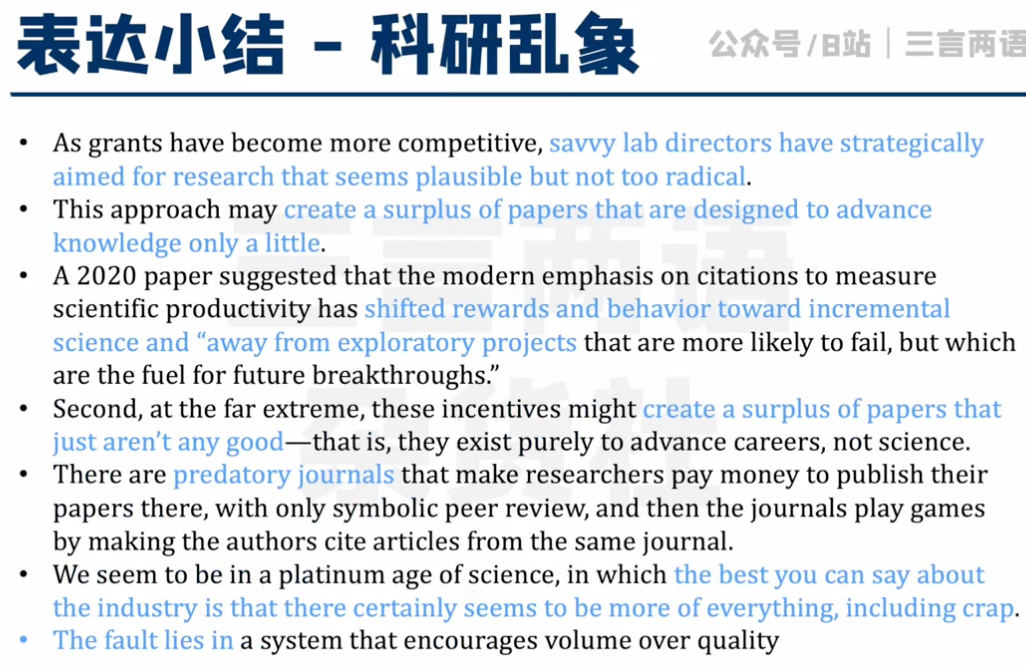 表达小结 - 科研乱象
公众号/B站｜三言两语
• As grants have become more competitive, savvy lab directors have strategically
aimed for research that seems plausible but not too radical.
• This approach may create a surplus of papers that are designed to advance
knowledge only a little.
• A 2020 paper suggested that the modern emphasis on citations to measure
scientific productivity has shifted rewards and behavior toward incremental
science and “away from exploratory projects that are more likely to fail, but which
are the fuel for future breakthroughs.”
• Second, at the far extreme, these incentives might create a surplus of papers that
just aren’t any good—that is, they exist purely to advance careers, not science.
• There are predatory journals that make researchers pay money to publish their
papers there, with only symbolic peer review, and then the journals play games
by making the authors cite articles from the same journal.
• We seem to be in a platinum age of science, in which the best you can say about
the industry is that there certainly seems to be more of everything, including crap.
• The fault lies in a system that encourages volume over quality
三言两语
杂货社